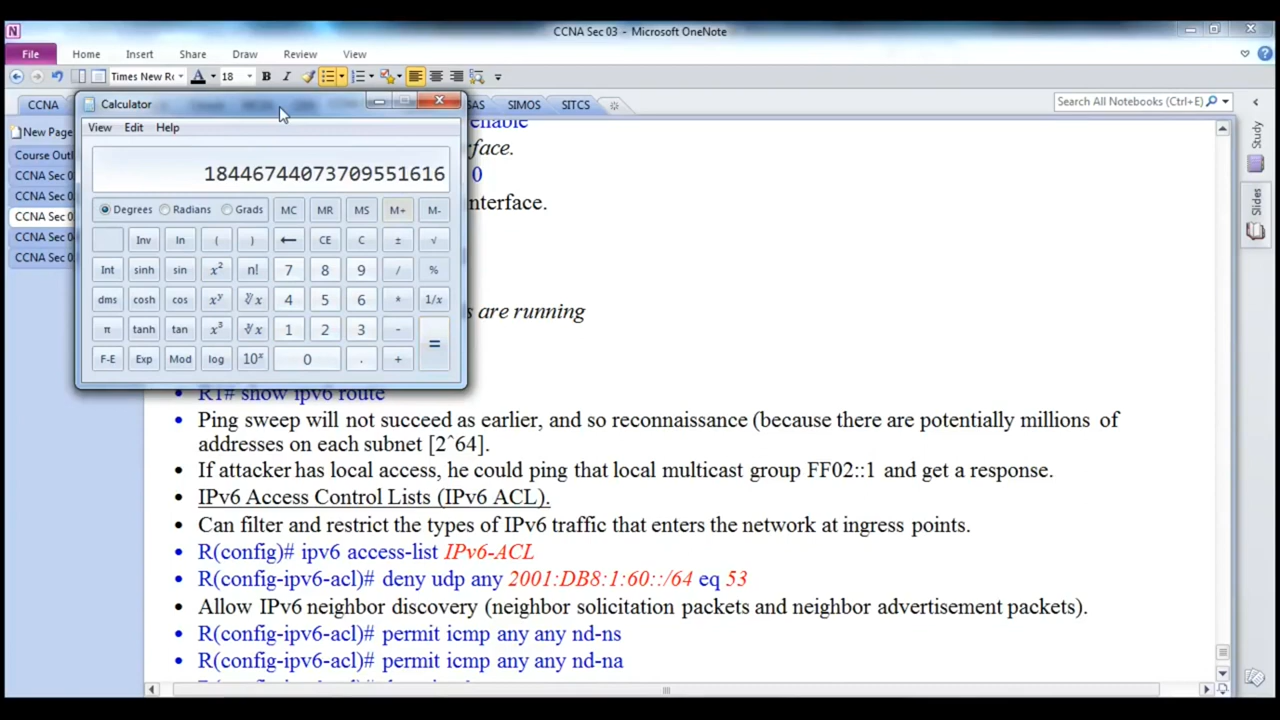 CCNA Sec 03 - Microsoft OneNote
File Home Insert Share Draw Review View
Times New Ro 18 B I A
CCNA SAS SIMOS SITCS
Search All Notebooks (Ctrl+E)
New Page
Course Outl
CCNA Sec 0
CCNA Sec 0
CCNA Sec 0
CCNA Sec 0
CCNA Sec 0
Study
Slides
Calculator
View Edit Help
18446744073709551616
Degrees Radians Grads MC MR MS M+ M-
Inv ln ( ) ← CE C ± √
Int sinh sin x² n! 7 8 9 / %
dms cosh cos xʸ ʸ√x 4 5 6 * 1/x
π tanh tan x³ ³√x 1 2 3 - =
F-E Exp Mod log 10ˣ 0 . +
enable
rface.
0
nterface.
s are running
R1# show ipv6 route
• Ping sweep will not succeed as earlier, and so reconnaissance (because there are potentially millions of
addresses on each subnet [2^64].
• If attacker has local access, he could ping that local multicast group FF02::1 and get a response.
• IPv6 Access Control Lists (IPv6 ACL).
• Can filter and restrict the types of IPv6 traffic that enters the network at ingress points.
• R(config)# ipv6 access-list IPv6-ACL
• R(config-ipv6-acl)# deny udp any 2001:DB8:1:60::/64 eq 53
• Allow IPv6 neighbor discovery (neighbor solicitation packets and neighbor advertisement packets).
• R(config-ipv6-acl)# permit icmp any any nd-ns
• R(config-ipv6-acl)# permit icmp any any nd-na